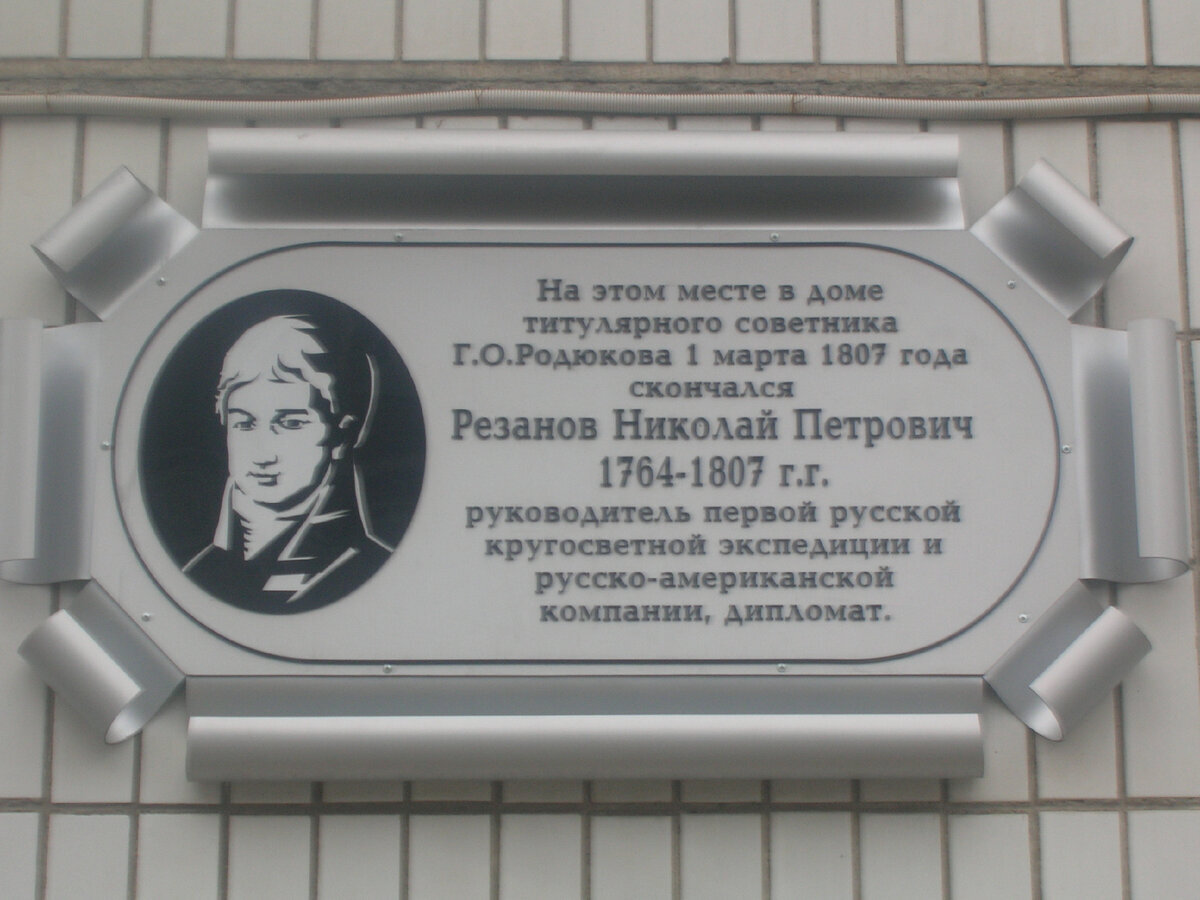 На этом месте в доме
титулярного советника
Г.О.Родюкова 1 марта 1807 года
скончался
Резанов Николай Петрович
1764-1807 г.г.
руководитель первой русской
кругосветной экспедиции и
русско-американской
компании, дипломат.